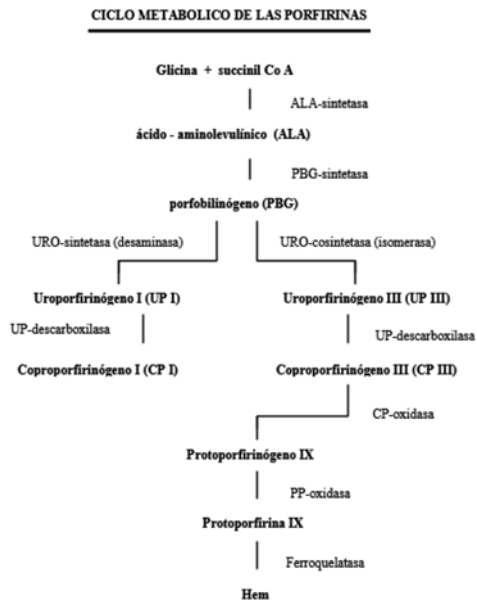 CICLO METABOLICO DE LAS PORFIRINAS
Glicina + succinil Co A
ALA-sintetasa
ácido - aminolevulínico (ALA)
PBG-sintetasa
porfobilinógeno (PBG)
URO-sintetasa (desaminasa)
URO-cosintetasa (isomerasa)
Uroporfirinógeno I (UP I)
Uroporfirinógeno III (UP III)
UP-descarboxilasa
UP-descarboxilasa
Coproporfirinógeno I (CP I)
Coproporfirinógeno III (CP III)
CP-oxidasa
Protoporfirinógeno IX
PP-oxidasa
Protoporfirina IX
Ferroquelatasa
Hem